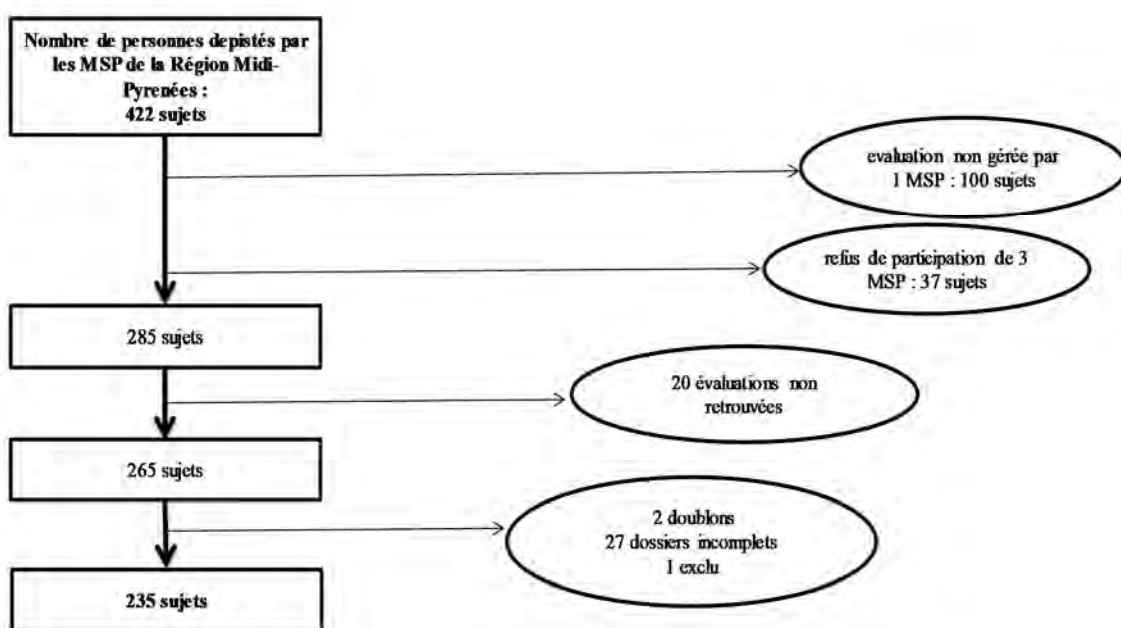 Nombre de personnes depistés par
les MSP de la Région Midi-
Pyrenées :
422 sujets
evaluation non gérée par
1 MSP : 100 sujets
refus de participation de 3
MSP : 37 sujets
285 sujets
20 évaluations non
retrouvées
265 sujets
2 doublons
27 dossiers incomplets
1 exclu
235 sujets